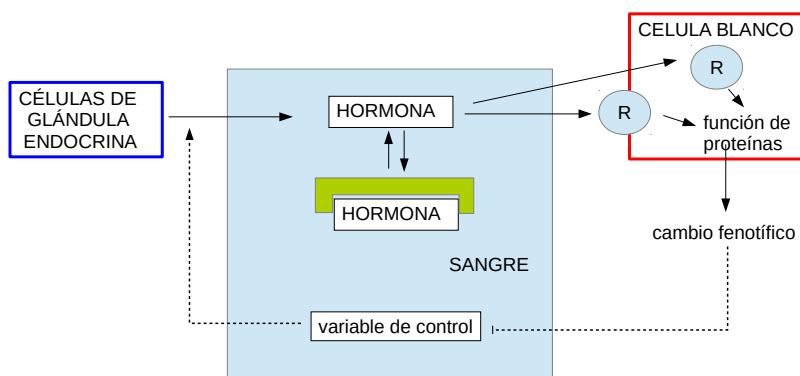 CELULA BLANCO
R
CÉLULAS DE
GLÁNDULA
ENDOCRINA
HORMONA
R
función de
proteínas
HORMONA
cambio fenotífico
SANGRE
variable de control